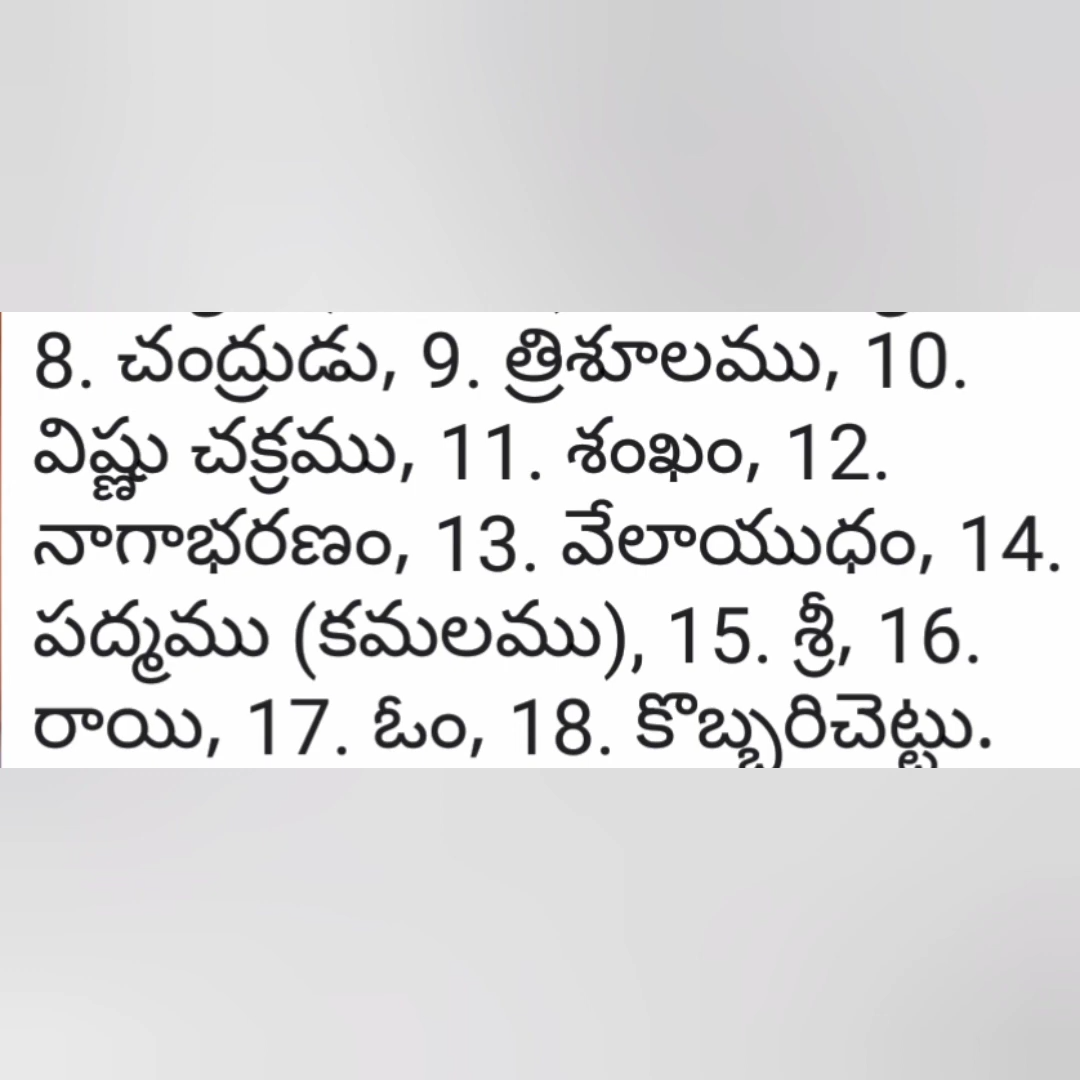 8. చంద్రుడు, 9. త్రిశూలము, 10.
విష్ణు చక్రము, 11. శంఖం, 12.
నాగాభరణం, 13. వేలాయుధం, 14.
పద్మము (కమలము), 15. శ్రీ, 16.
రాయి, 17. ఓం, 18. కొబ్బరిచెట్టు.